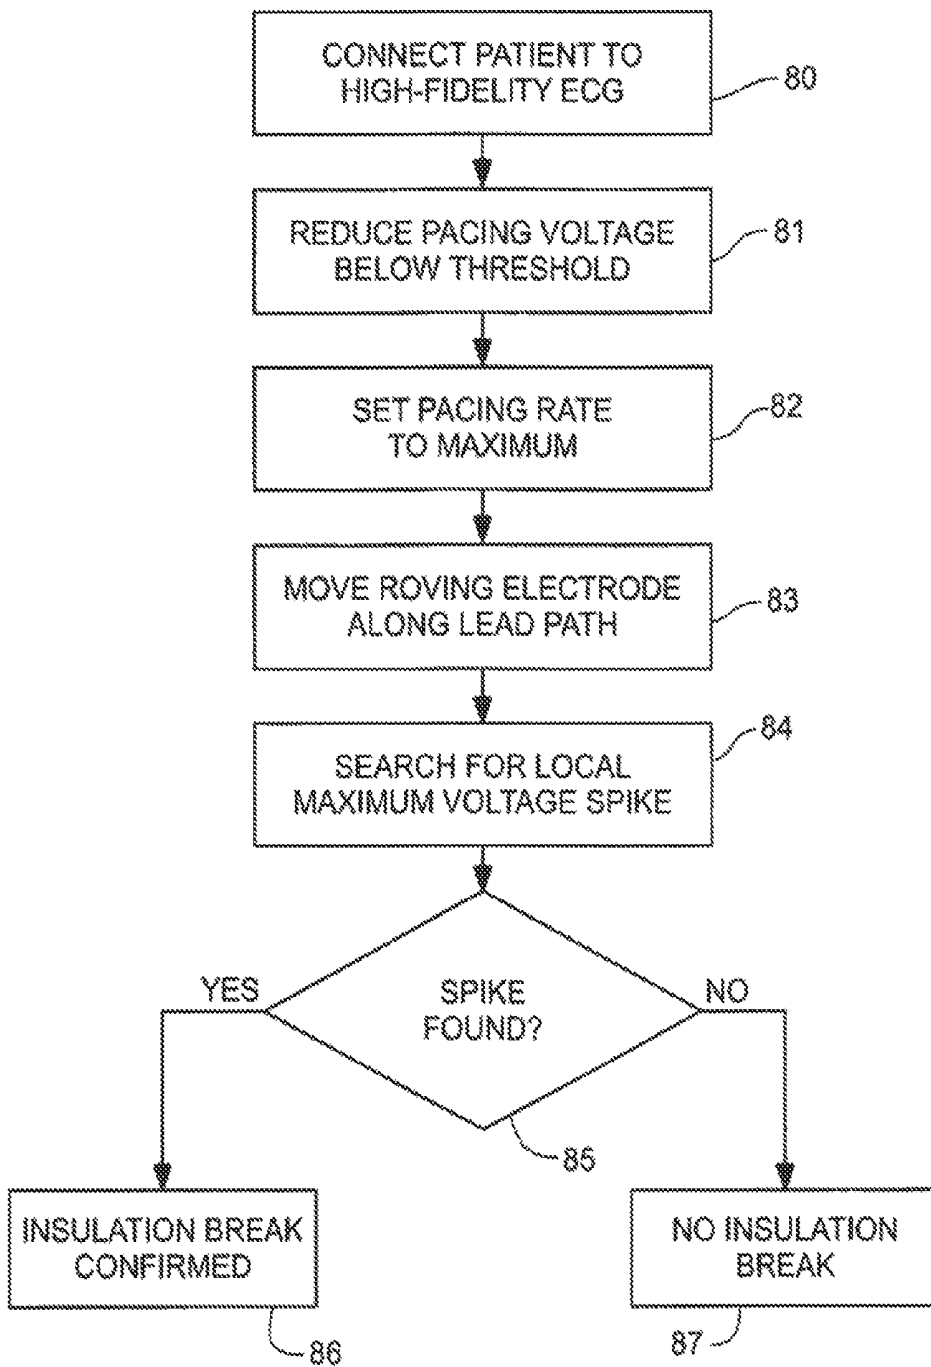 CONNECT PATIENT TO
HIGH-FIDELITY ECG
80
REDUCE PACING VOLTAGE
BELOW THRESHOLD
81
SET PACING RATE
TO MAXIMUM
82
MOVE ROVING ELECTRODE
ALONG LEAD PATH
83
SEARCH FOR LOCAL
MAXIMUM VOLTAGE SPIKE
84
YES
SPIKE
FOUND?
NO
85
INSULATION BREAK
CONFIRMED
86
NO INSULATION
BREAK
87